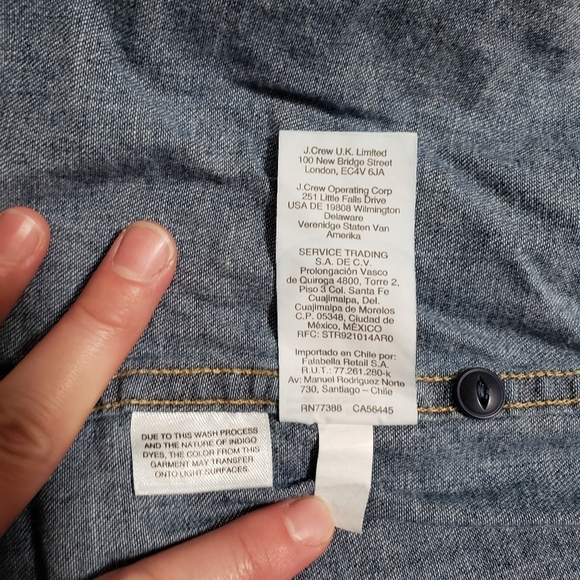 J.Crew U.K. Limited
100 New Bridge Street
London, EC4V 6JA
J.Crew Operating Corp
251 Little Falls Drive
USA DE 19808 Wilmington
Delaware
Verenidge Staten Van
Amerika
SERVICE TRADING
S.A. DE C.V.
Prolongación Vasco
de Quiroga 4800, Torre 2,
Piso 3 Col. Santa Fe
Cuajimalpa, Del.
Cuajimalpa de Morelos
C.P. 05348, Ciudad de
México, MÉXICO
RFC: STR921014AR0
Importado en Chile por:
Falabella Retail S.A.
R.U.T.: 77.261.280-k
Av: Manuel Rodriguez Norte
730, Santiago – Chile
RN77388 CA56445
DUE TO THIS WASH PROCESS
AND THE NATURE OF INDIGO
DYES, THE COLOR FROM THIS
GARMENT MAY TRANSFER
ONTO LIGHT SURFACES.